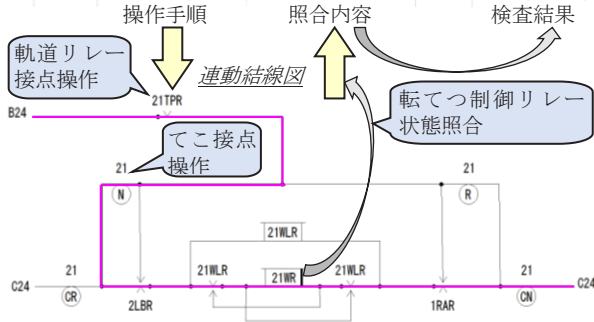 操作手順
照合内容
検査結果
軌道リレー
接点操作
連動結線図
21TPR
B24
転てつ制御リレー
状態照合
てこ接点
操作
21
N
21
R
21WLR
21
21WLR
21WR
21WLR
21
C24
C24
CR
2LBR
1RAR
CN